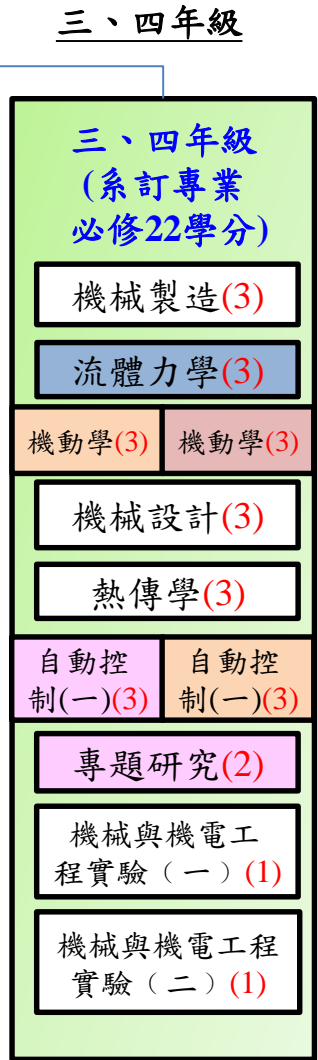 三、四年級
三、四年級
(系訂專業
必修22學分)
機械製造(3)
流體力學(3)
機動學(3) 機動學(3)
機械設計(3)
熱傳學(3)
自動控 自動控
制(一)(3) 制(一)(3)
專題研究(2)
機械與機電工
程實驗（一）(1)
機械與機電工程
實驗（二）(1)